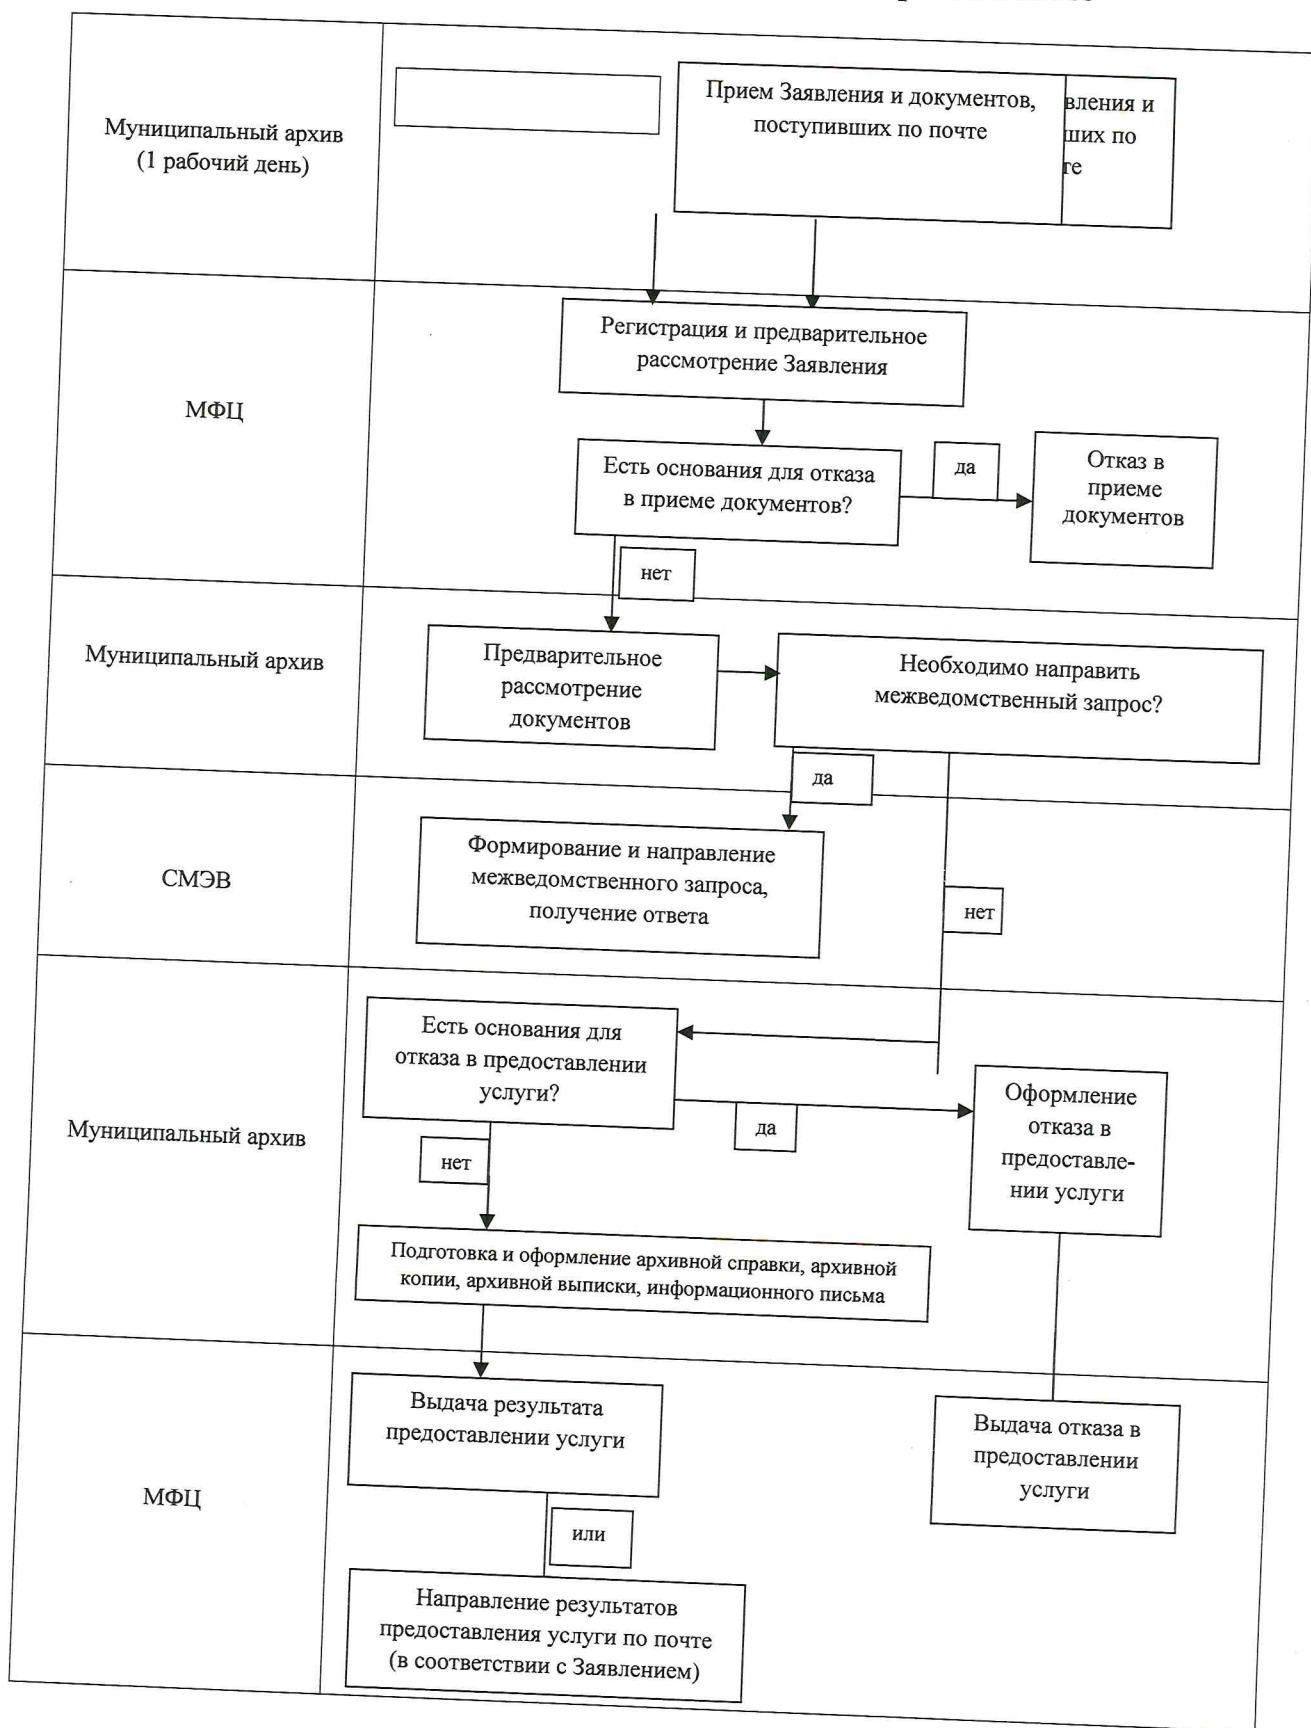 Муниципальный архив
(1 рабочий день)
Прием Заявления и документов,
поступивших по почте
вления и
ших по
те
МФЦ
Регистрация и предварительное
рассмотрение Заявления
Есть основания для отказа
в приеме документов?
да
Отказ в
приеме
документов
нет
Муниципальный архив
Предварительное
рассмотрение
документов
Необходимо направить
межведомственный запрос?
да
СМЭВ
Формирование и направление
межведомственного запроса,
получение ответа
нет
Муниципальный архив
Есть основания для
отказа в предоставлении
услуги?
да
Оформление
отказа в
предоставле-
нии услуги
нет
Подготовка и оформление архивной справки, архивной
копии, архивной выписки, информационного письма
МФЦ
Выдача результата
предоставлении услуги
Выдача отказа в
предоставлении
услуги
или
Направление результатов
предоставления услуги по почте
(в соответствии с Заявлением)